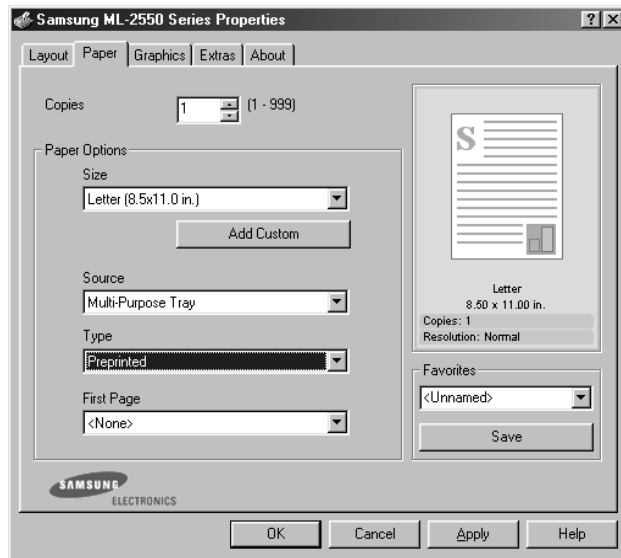 Samsung ML-2550 Series Properties
? X
Layout Paper Graphics Extras About
Copies 1 (1 - 999)
Paper Options
Size
Letter (8.5x11.0 in.)
Add Custom
Source
Multi-Purpose Tray
Type
Preprinted
First Page
<None>
S
Letter
8.50 x 11.00 in.
Copies: 1
Resolution: Normal
Favorites
<Unnamed>
Save
SAMSUNG
ELECTRONICS
OK Cancel Apply Help